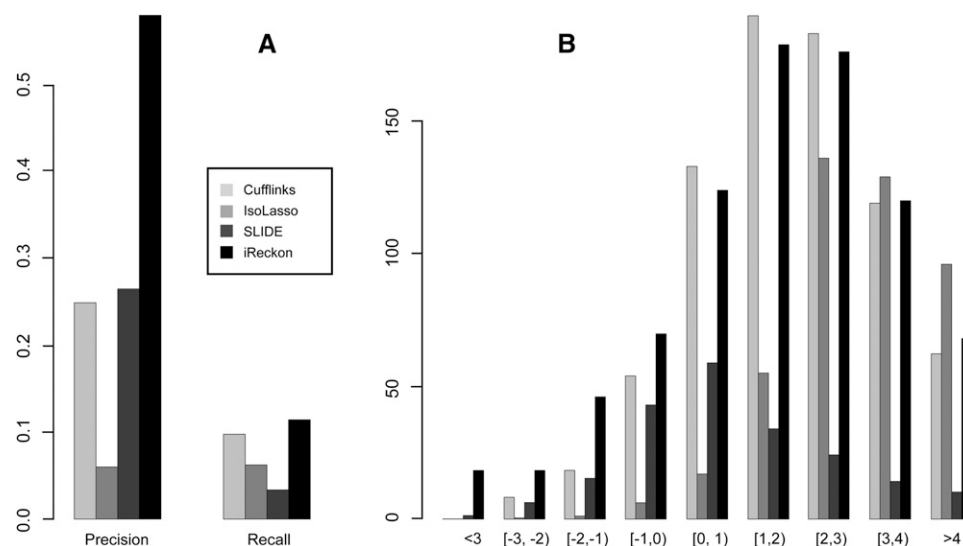 A
B
0.5
0.4
0.3
0.2
0.1
0.0
Cufflinks
IsoLasso
SLIDE
iReckon
Precision
Recall
150
100
50
0
<3
[-3, -2)
[-2,-1)
[-1,0)
[0, 1)
[1,2)
[2,3)
[3,4)
>4